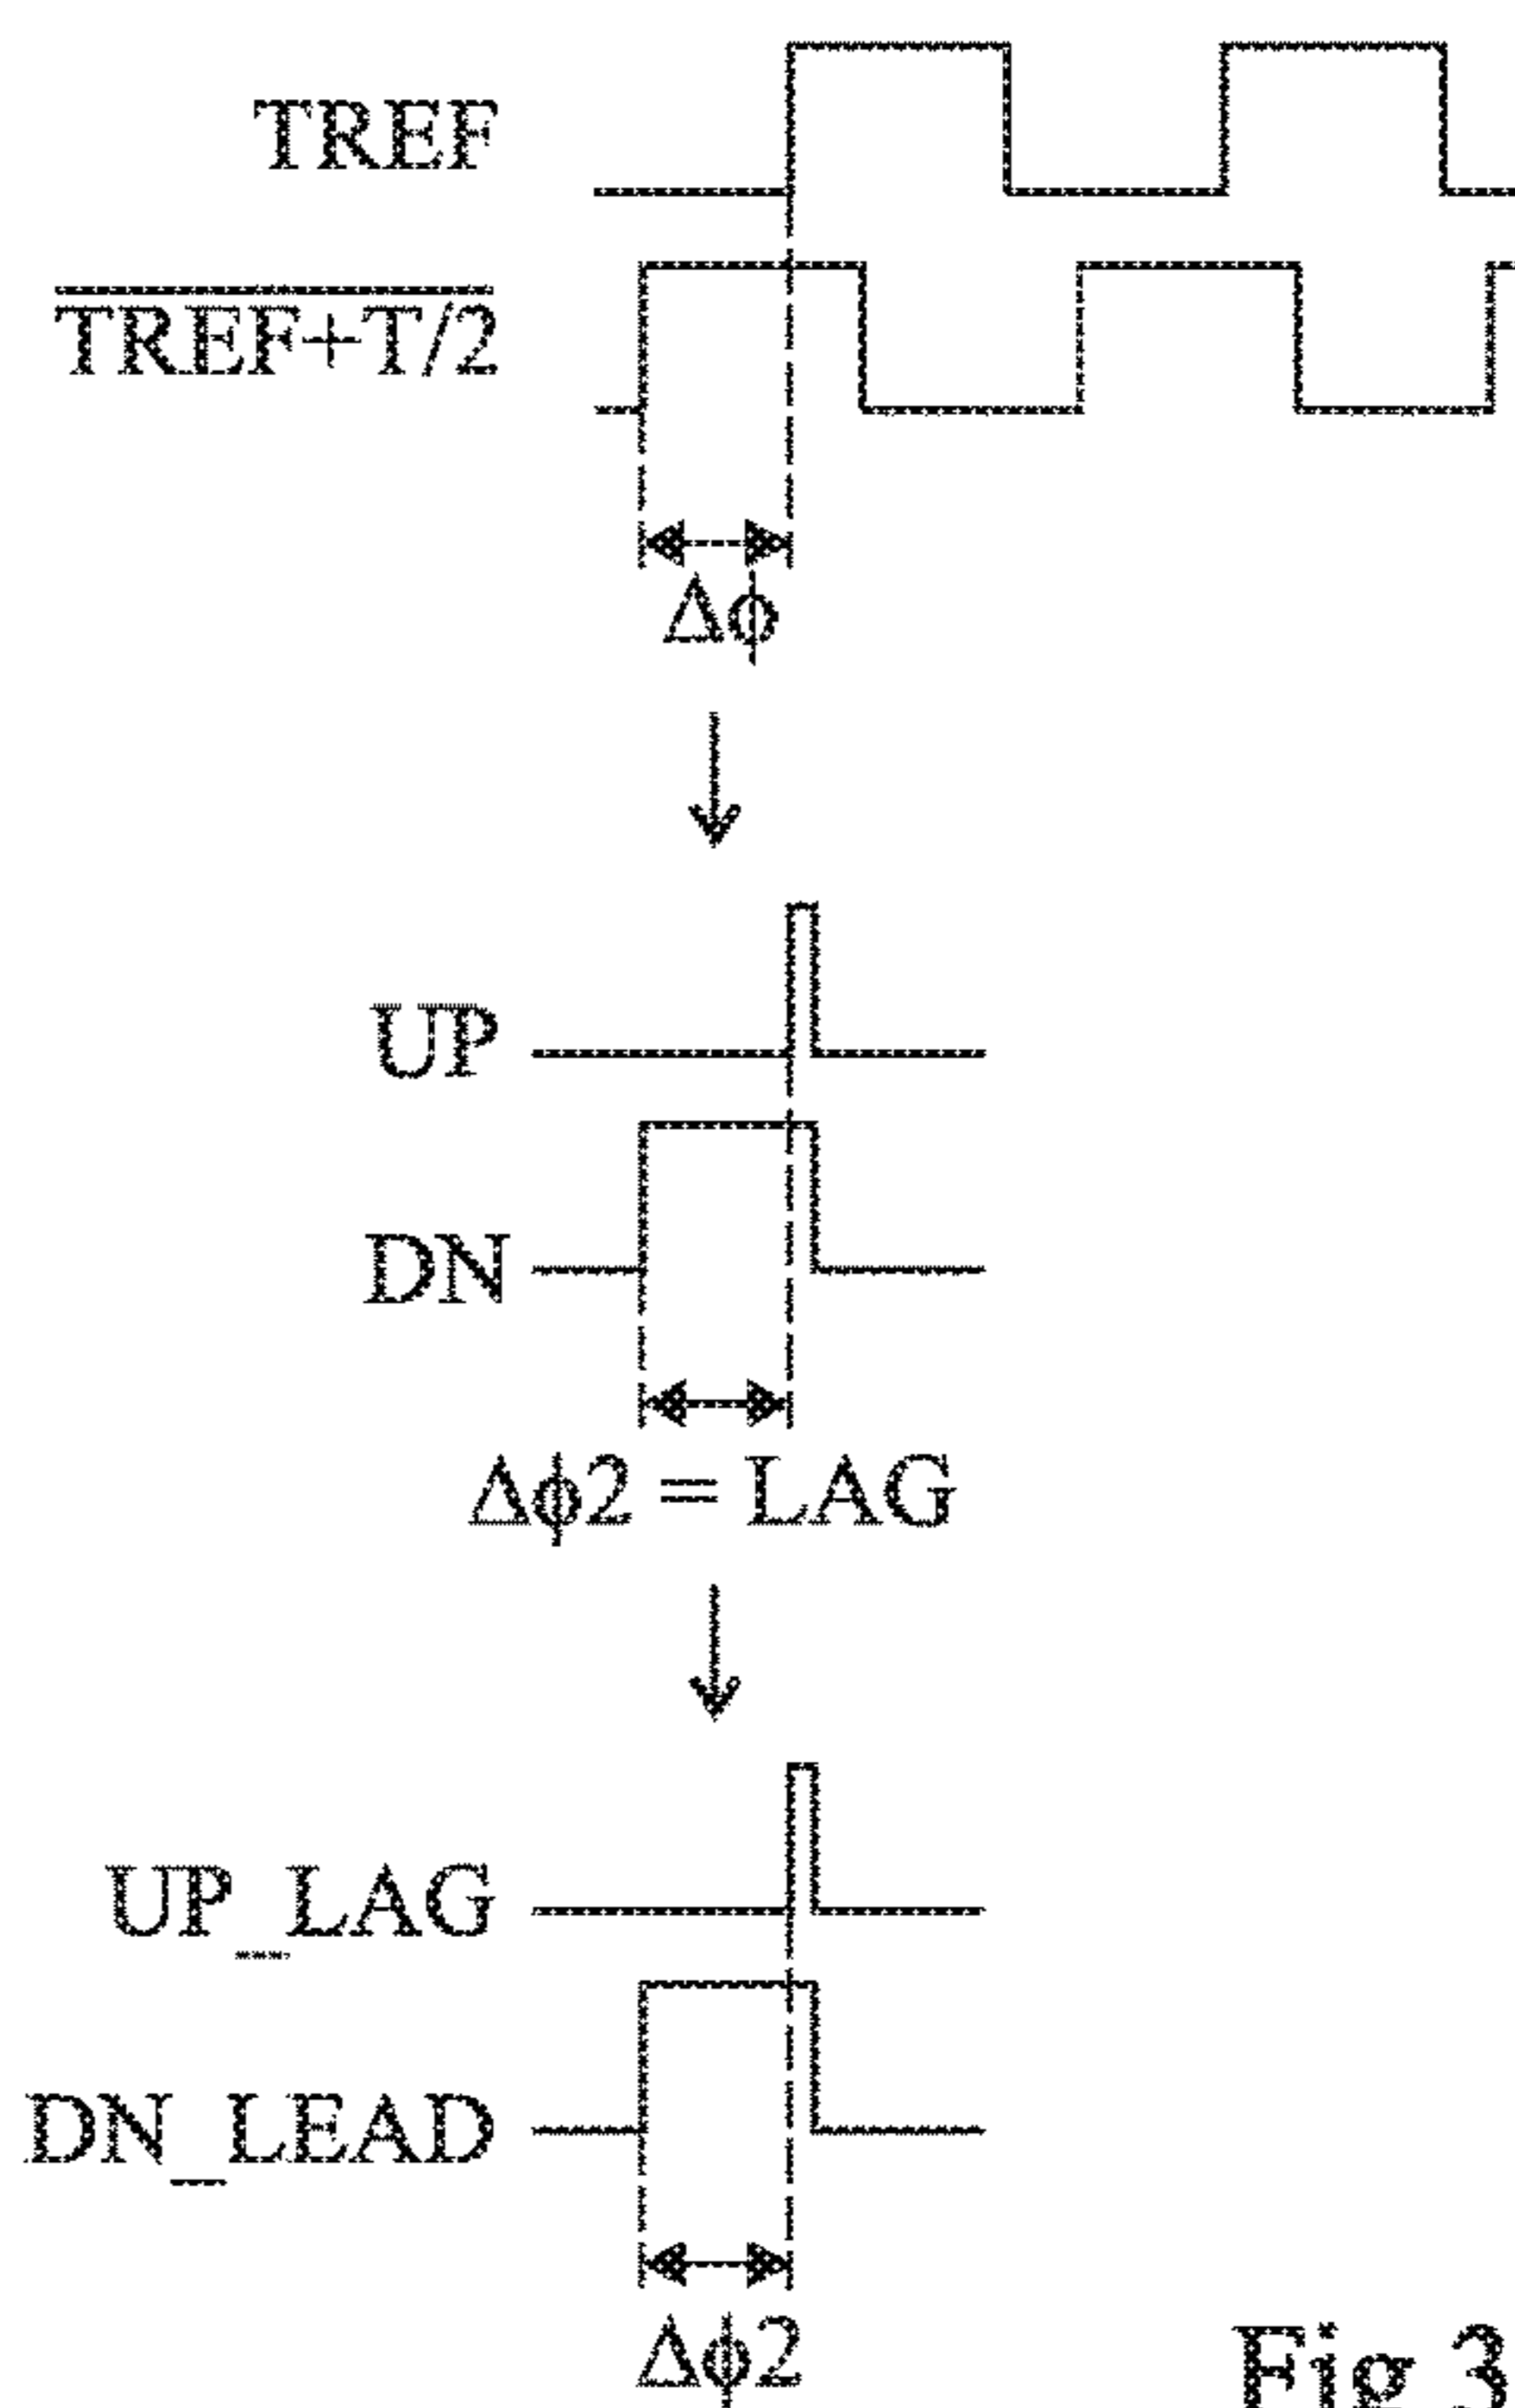 TREF
TREF+T/2
Δϕ
UP
DN
Δϕ2 = LAG
UP_LAG
DN_LEAD
Δϕ2
Fig 3